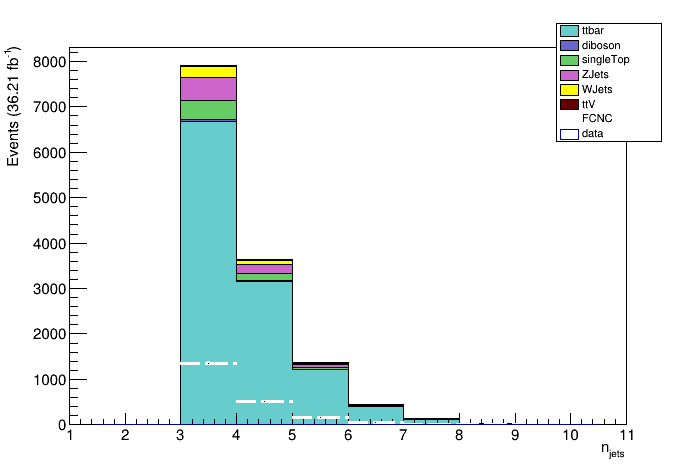 ttbar
diboson
singleTop
ZJets
WJets
ttV
FCNC
data
Events (36.21 fb⁻¹)
8000
7000
6000
5000
4000
3000
2000
1000
0
1 2 3 4 5 6 7 8 9 10 11
n_jets